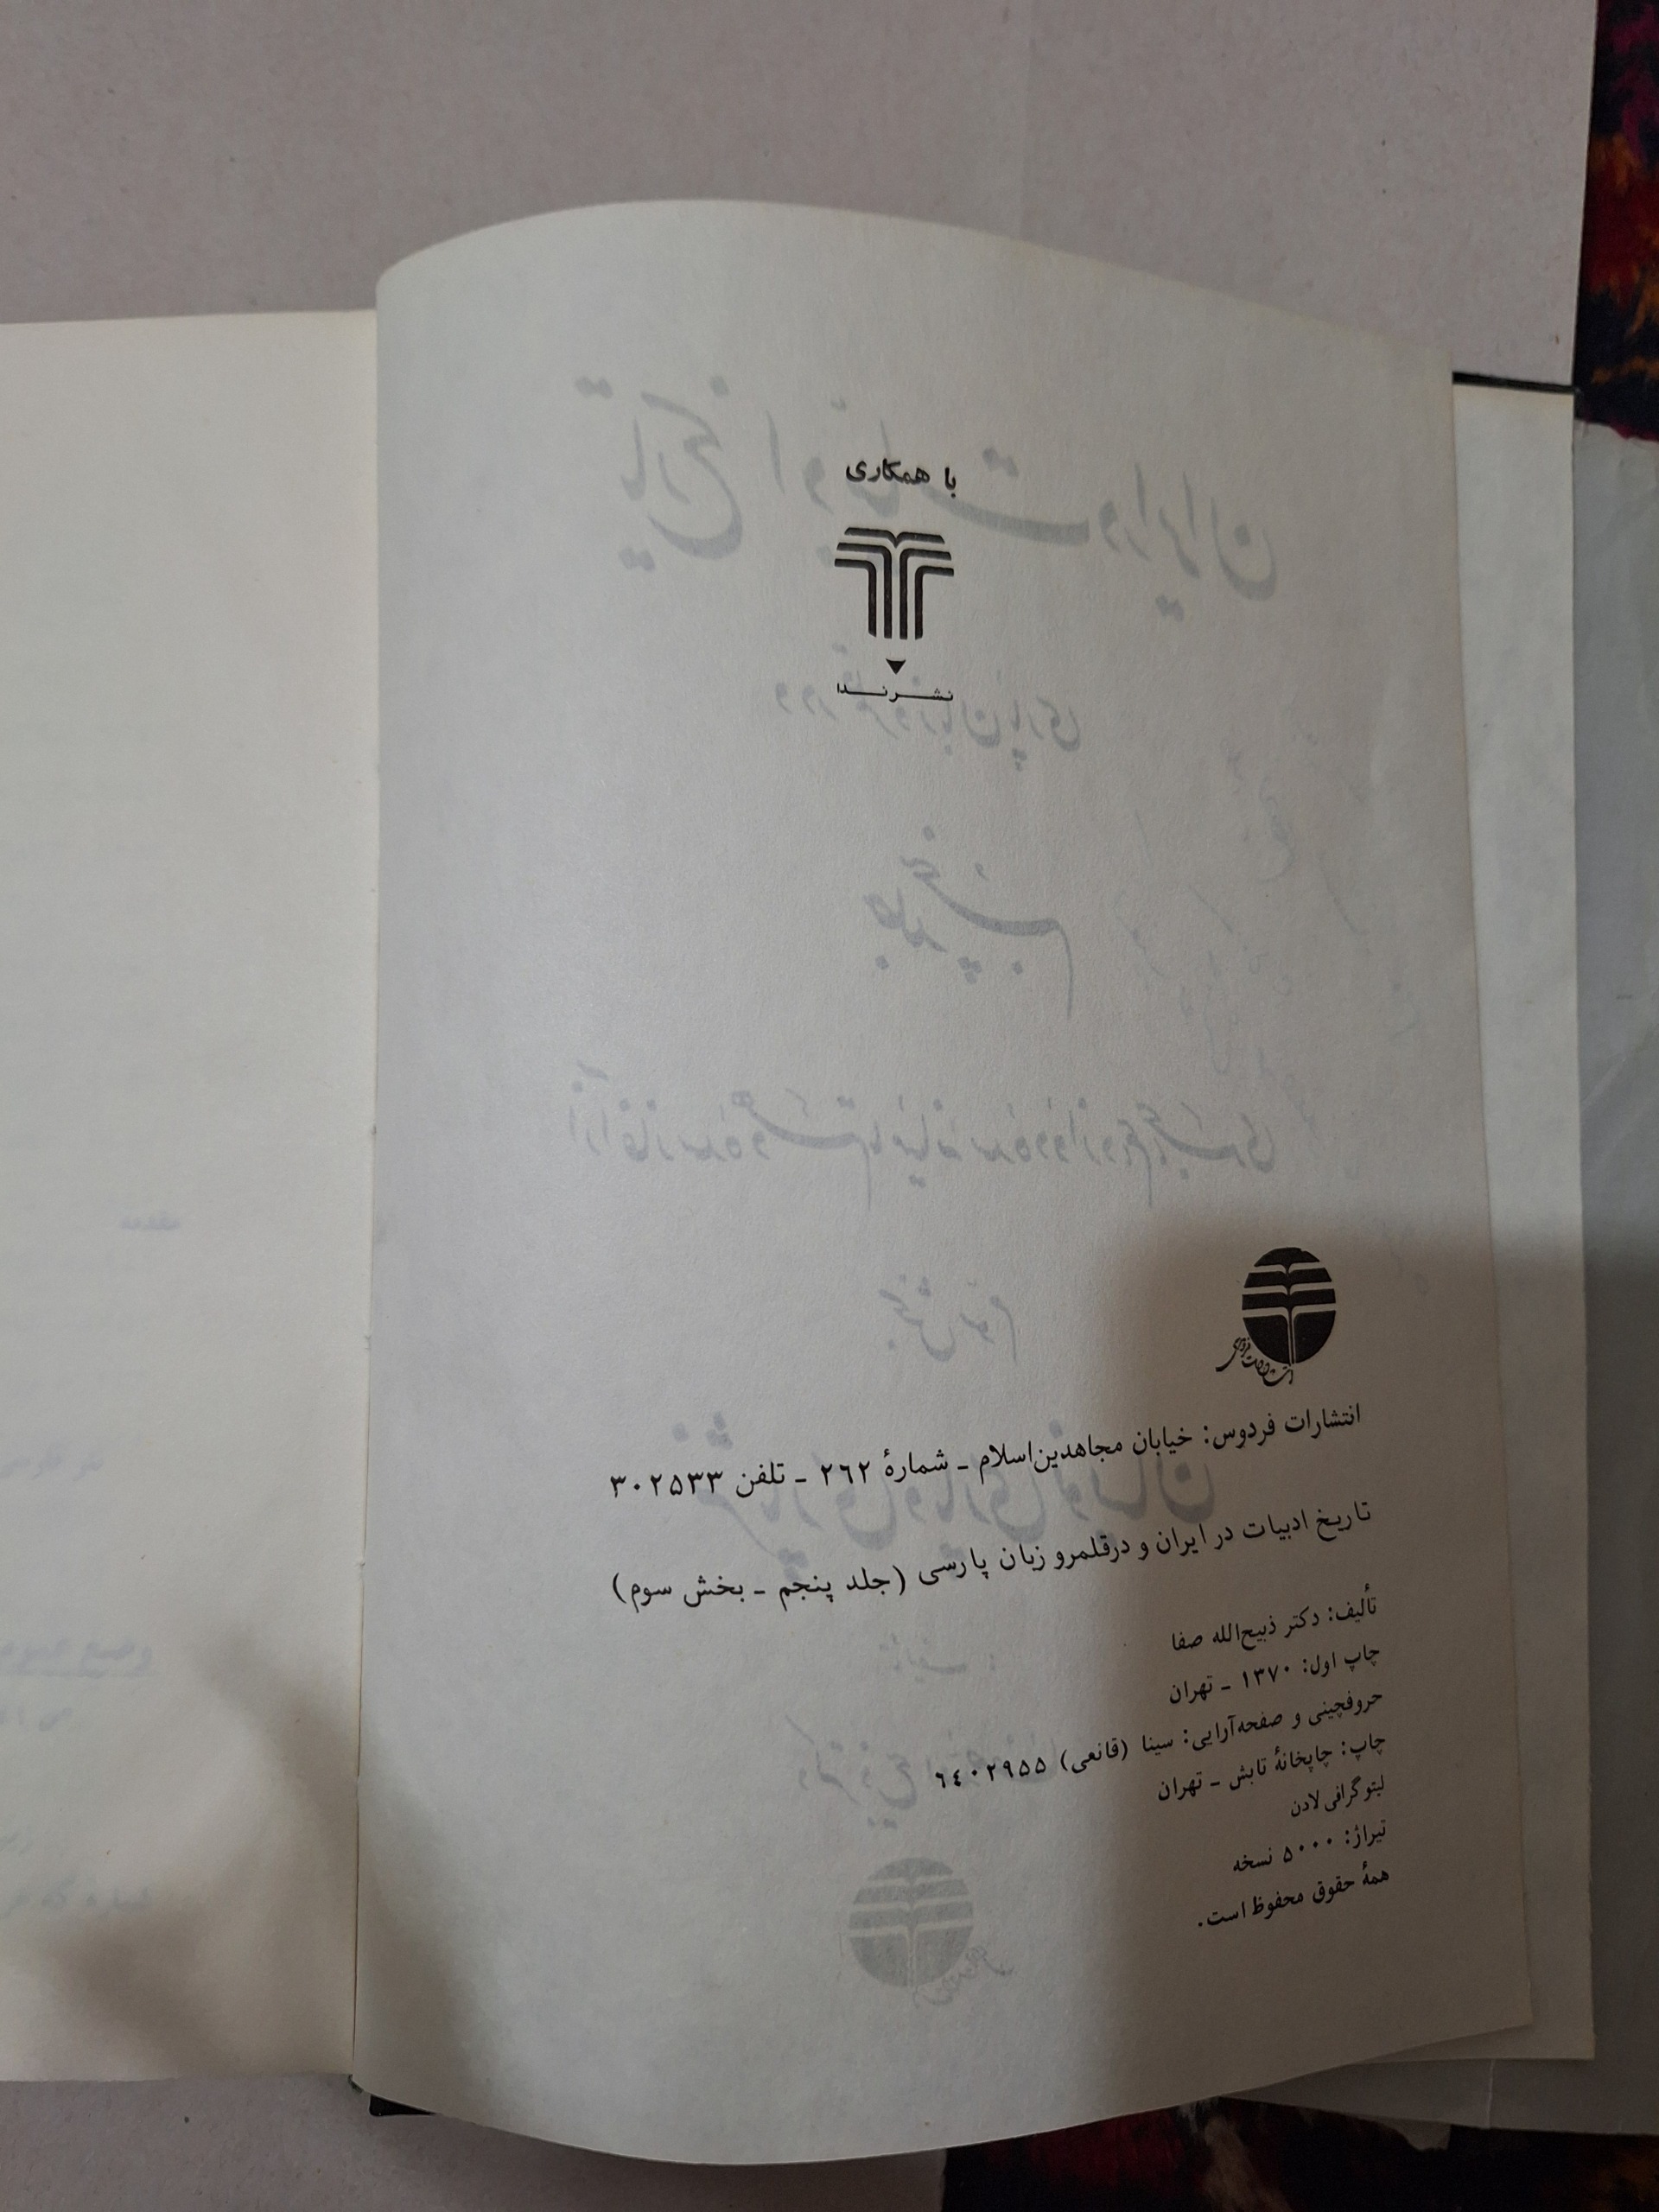 با همکاری
نشر ندا
انتشارات فردوس: خیابان مجاهدین‌اسلام ـ شمارهٔ ۲۶۲ ـ تلفن ۳۰۲۵۳۳
تاریخ ادبیات در ایران و درقلمرو زبان پارسی (جلد پنجم ـ بخش سوم)
تألیف: دکتر ذبیح‌الله صفا
چاپ اول: ۱۳۷۰ ـ تهران
حروفچینی و صفحه‌آرایی: سینا (قانعی) ۶۴۰۲۹۵۵
چاپ: چاپخانهٔ تابش ـ تهران
لیتوگرافی لادن
تیراژ: ۵۰۰۰ نسخه
همهٔ حقوق محفوظ است.